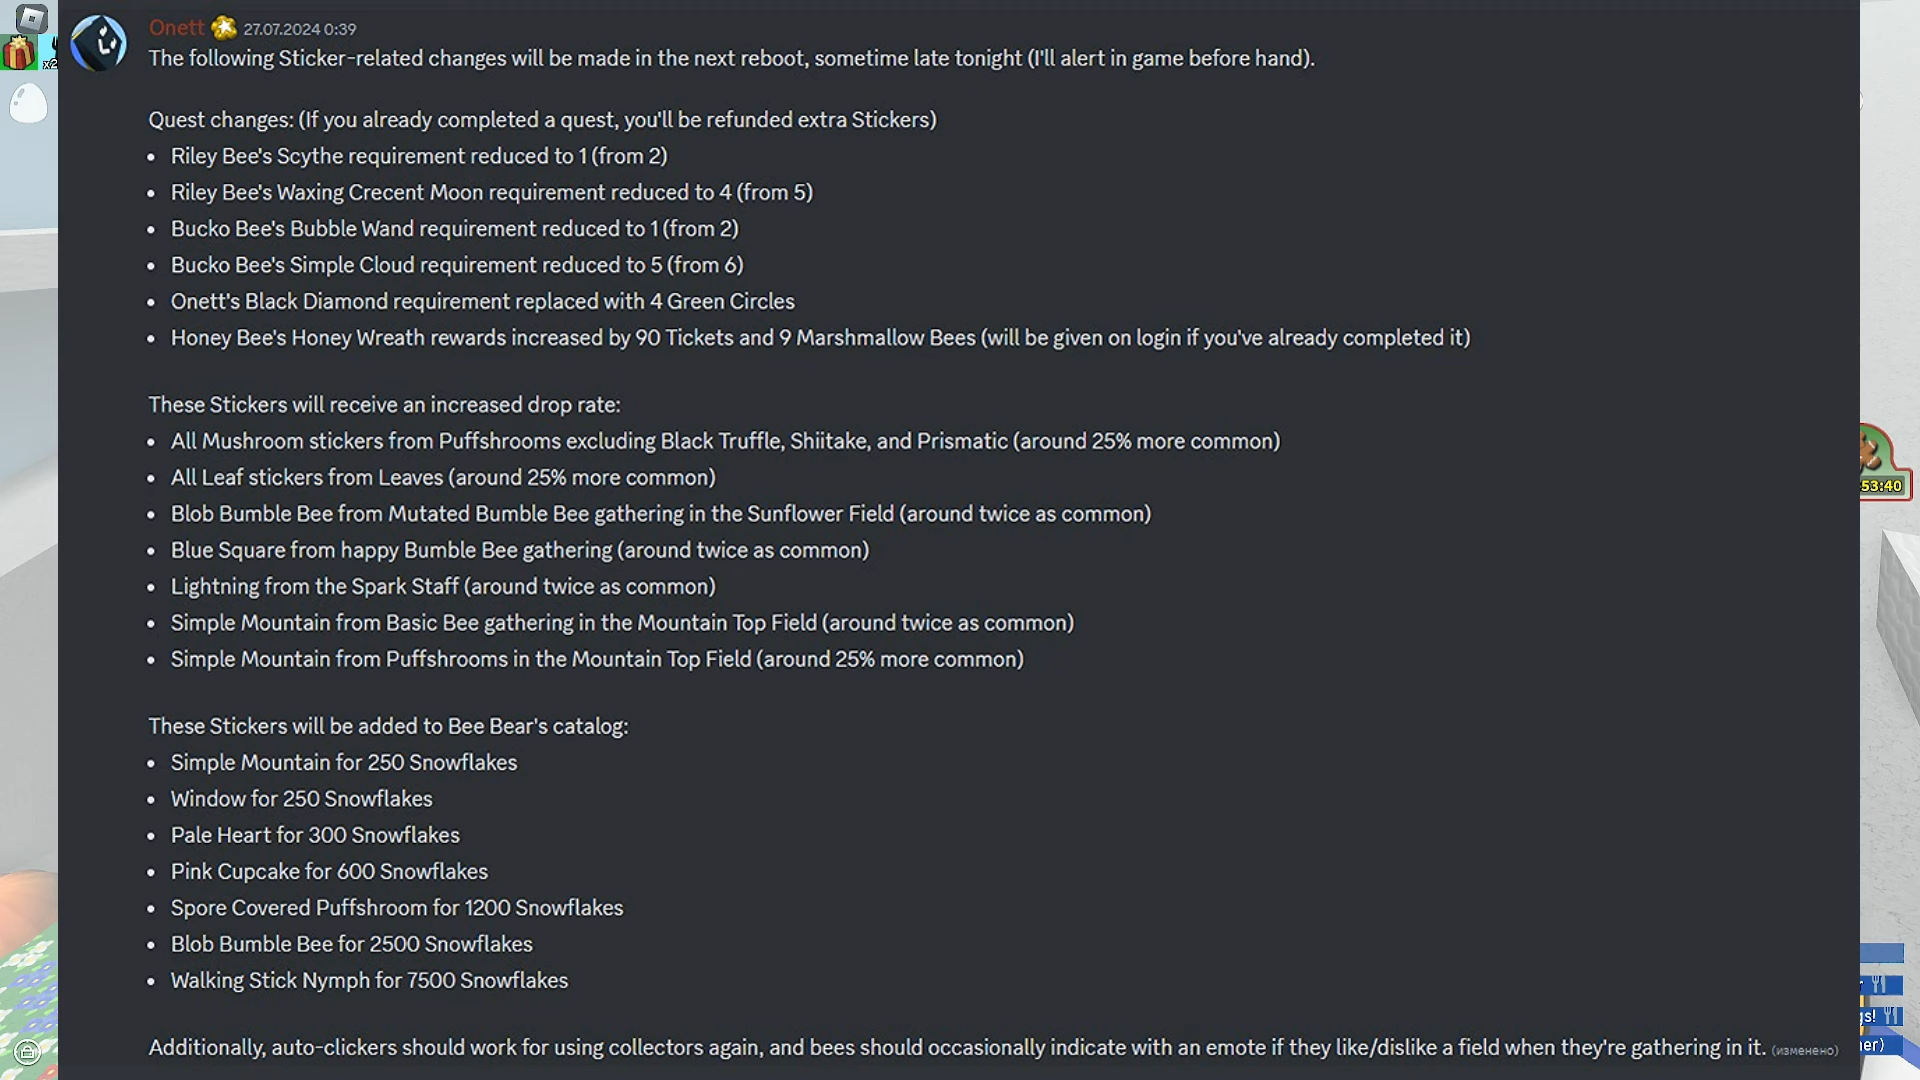 Onett 27.07.2024 0:39
The following Sticker-related changes will be made in the next reboot, sometime late tonight (I'll alert in game before hand).
Quest changes: (If you already completed a quest, you'll be refunded extra Stickers)
• Riley Bee's Scythe requirement reduced to 1 (from 2)
• Riley Bee's Waxing Crecent Moon requirement reduced to 4 (from 5)
• Bucko Bee's Bubble Wand requirement reduced to 1 (from 2)
• Bucko Bee's Simple Cloud requirement reduced to 5 (from 6)
• Onett's Black Diamond requirement replaced with 4 Green Circles
• Honey Bee's Honey Wreath rewards increased by 90 Tickets and 9 Marshmallow Bees (will be given on login if you've already completed it)
These Stickers will receive an increased drop rate:
• All Mushroom stickers from Puffshrooms excluding Black Truffle, Shiitake, and Prismatic (around 25% more common)
• All Leaf stickers from Leaves (around 25% more common)
• Blob Bumble Bee from Mutated Bumble Bee gathering in the Sunflower Field (around twice as common)
• Blue Square from happy Bumble Bee gathering (around twice as common)
• Lightning from the Spark Staff (around twice as common)
• Simple Mountain from Basic Bee gathering in the Mountain Top Field (around twice as common)
• Simple Mountain from Puffshrooms in the Mountain Top Field (around 25% more common)
These Stickers will be added to Bee Bear's catalog:
• Simple Mountain for 250 Snowflakes
• Window for 250 Snowflakes
• Pale Heart for 300 Snowflakes
• Pink Cupcake for 600 Snowflakes
• Spore Covered Puffshroom for 1200 Snowflakes
• Blob Bumble Bee for 2500 Snowflakes
• Walking Stick Nymph for 7500 Snowflakes
Additionally, auto-clickers should work for using collectors again, and bees should occasionally indicate with an emote if they like/dislike a field when they're gathering in it. (изменено)
x2
53:40
gs!
er)